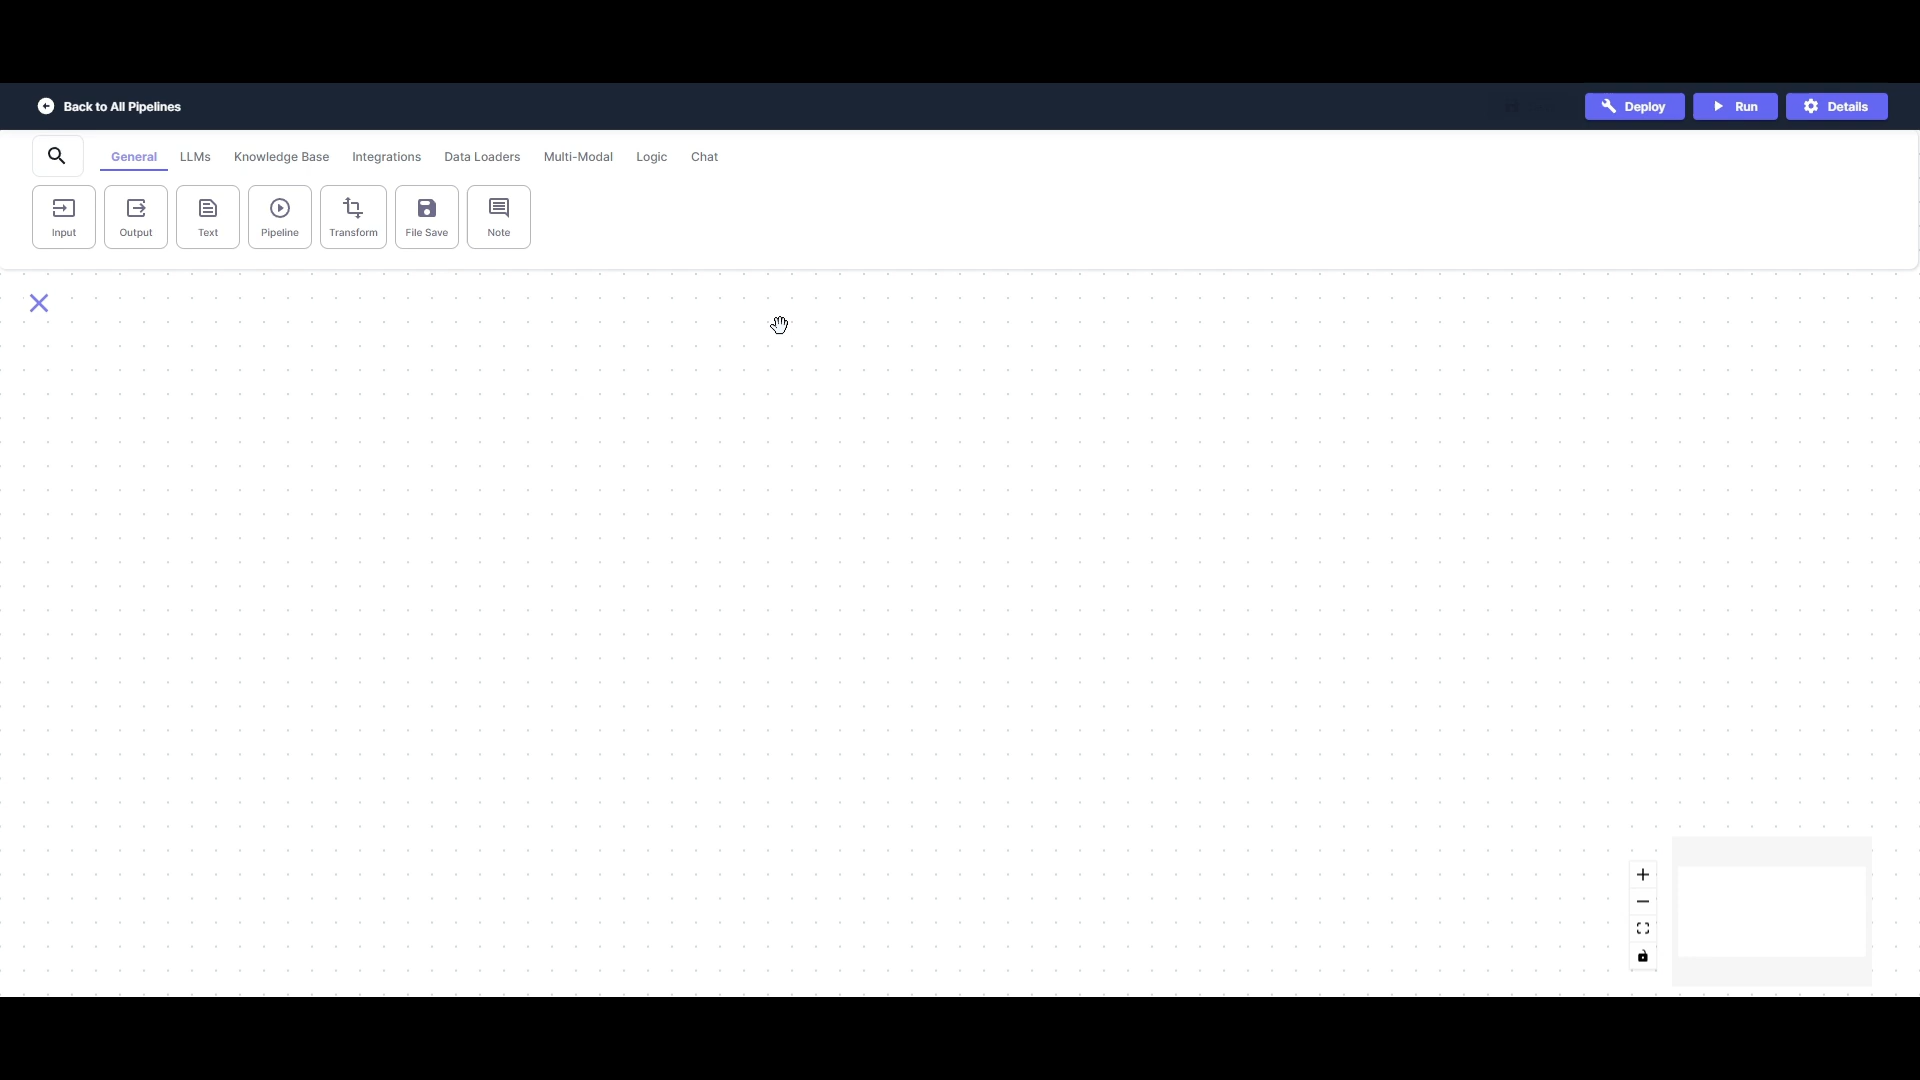 Back to All Pipelines
Deploy
Run
Details
General LLMs Knowledge Base Integrations Data Loaders Multi-Modal Logic Chat
Input Output Text Pipeline Transform File Save Note